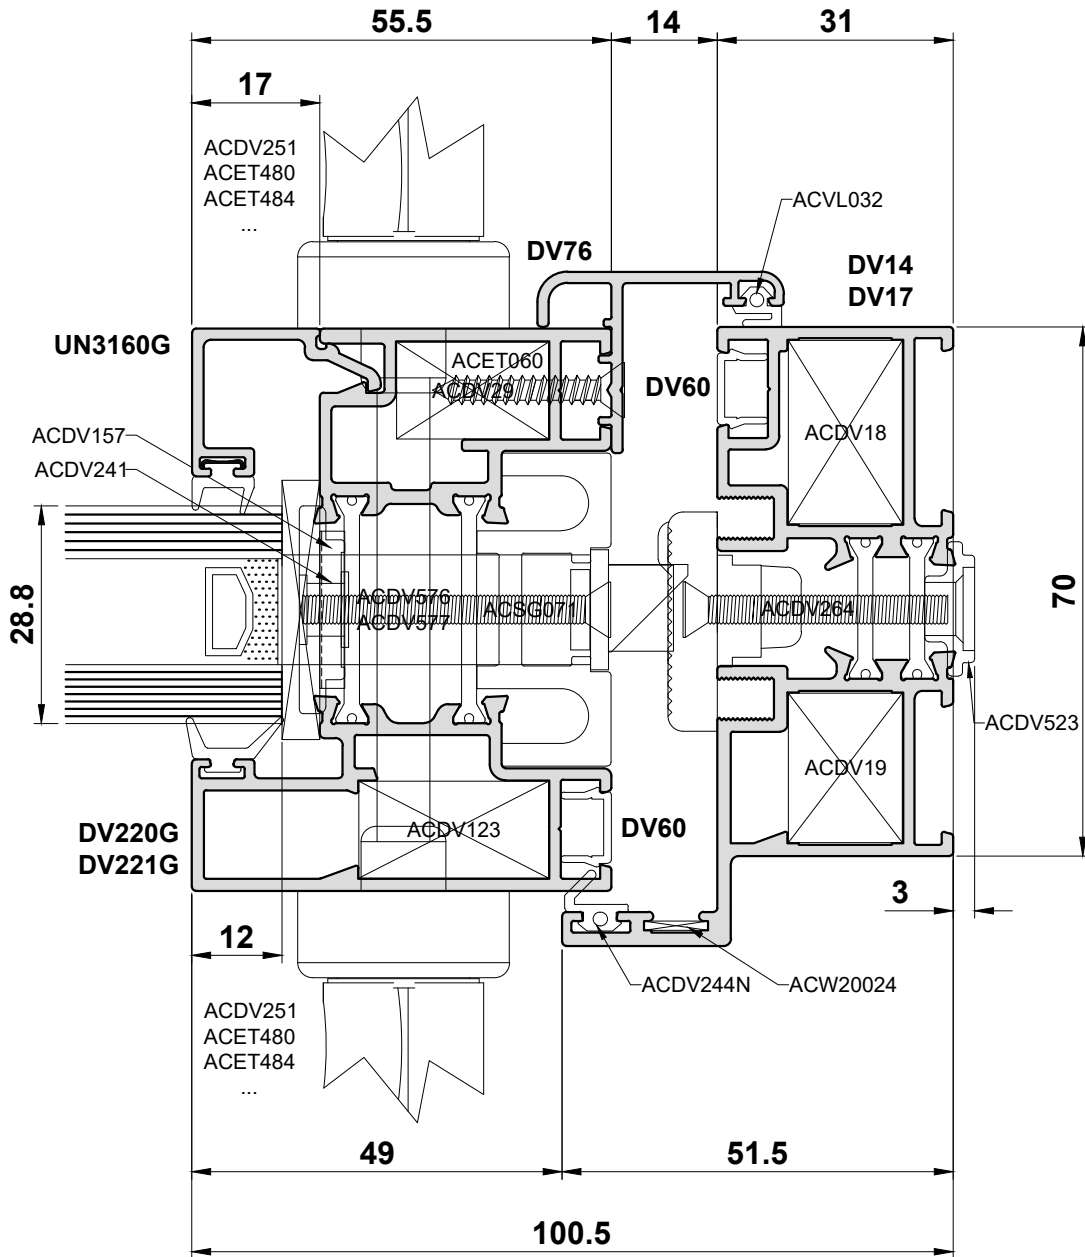 55.5
14
31
17
ACDV251
ACET480
ACET484
...
ACVL032
DV76
DV14
DV17
UN3160G
ACET060
ACDV29
DV60
ACDV157
ACDV18
ACDV241
28.8
ACDV576
ACSG071
ACDV264
ACDV577
70
ACDV523
ACDV19
DV220G
DV221G
ACDV123
DV60
3
12
ACDV244N
ACW20024
ACDV251
ACET480
ACET484
...
49
51.5
100.5